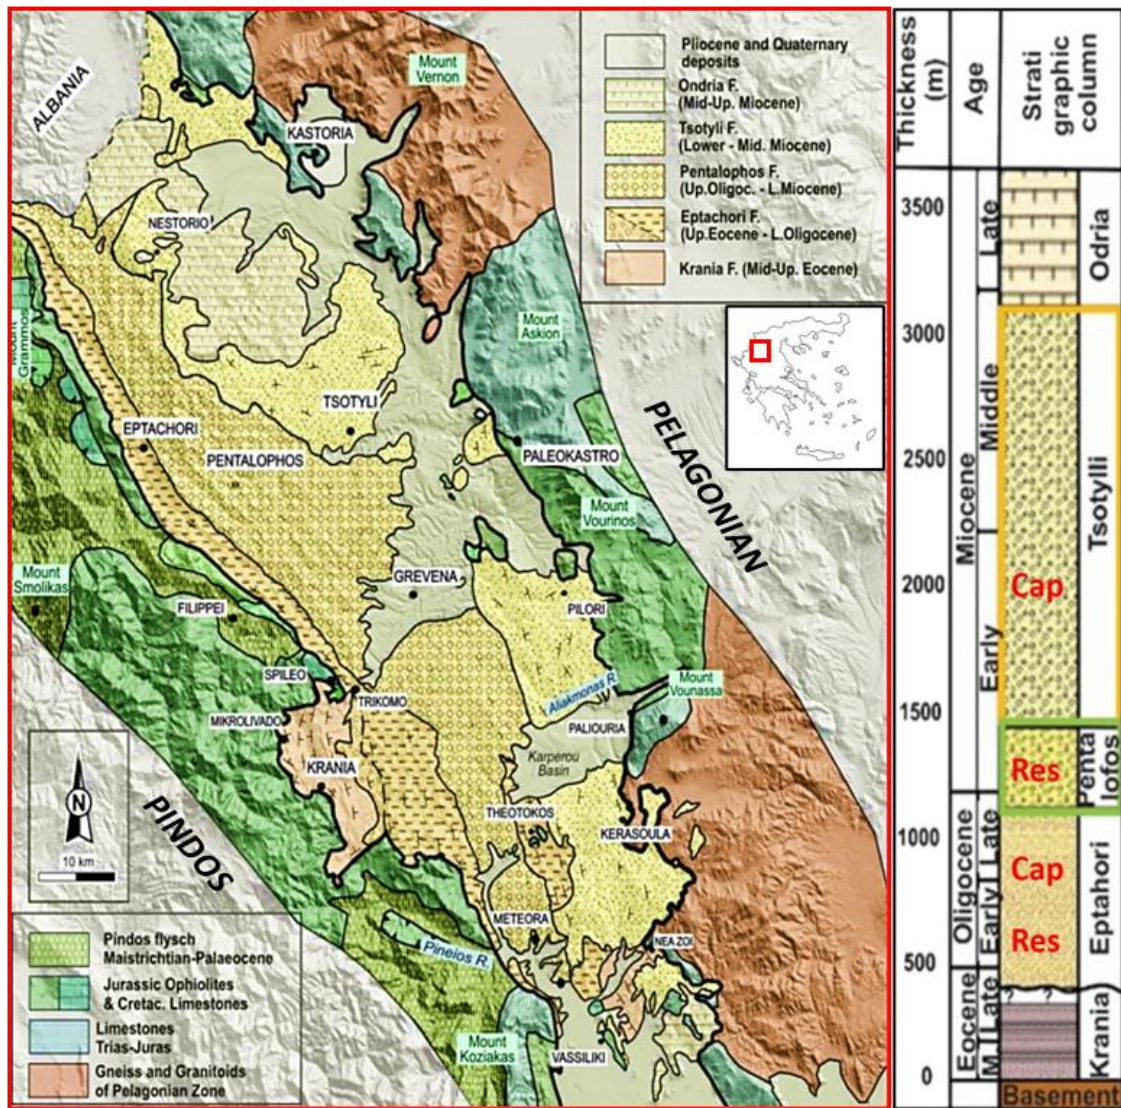 ALBANIA
Mount
Vernon
KASTORIA
NESTORIO
Mount
Grammos
Mount
Askion
TSOTYLI
EPTACHORI
PENTALOPHOS
PALEOKASTRO
PELAGONIAN
Mount
Vourinos
Mount
Smolikas
GREVENA
PILORI
FILIPPEI
SPILEO
TRIKOMO
Aliakmonas R.
Mount
Vounassa
MIKROLIVADO
PALIOURIA
KRANIA
Karperou
Basin
THEOTOKOS
KERASOULA
PINDOS
METEORA
NEA ZOI
Pineios R.
Mount
Koziakas
VASSILIKI
N
10 km
Pliocene and Quaternary
deposits
Ondria F.
(Mid-Up. Miocene)
Tsotyli F.
(Lower - Mid. Miocene)
Pentalophos F.
(Up.Oligoc. - L.Miocene)
Eptachori F.
(Up.Eocene - L.Oligocene)
Krania F. (Mid-Up. Eocene)
Pindos flysch
Maistrichtian-Palaeocene
Jurassic Ophiolites
& Cretac. Limestones
Limestones
Trias-Juras
Gneiss and Granitoids
of Pelagonian Zone
Thickness
(m)
Age
Strati
graphic
column
3500
3000
2500
2000
1500
1000
500
0
Miocene
Late
Middle
Early
Oligocene
Late
Early
Eocene
Late
M
Odria
Tsotylli
Penta
lofos
Eptahori
Krania
Cap
Res
Cap
Res
? ?
Basement